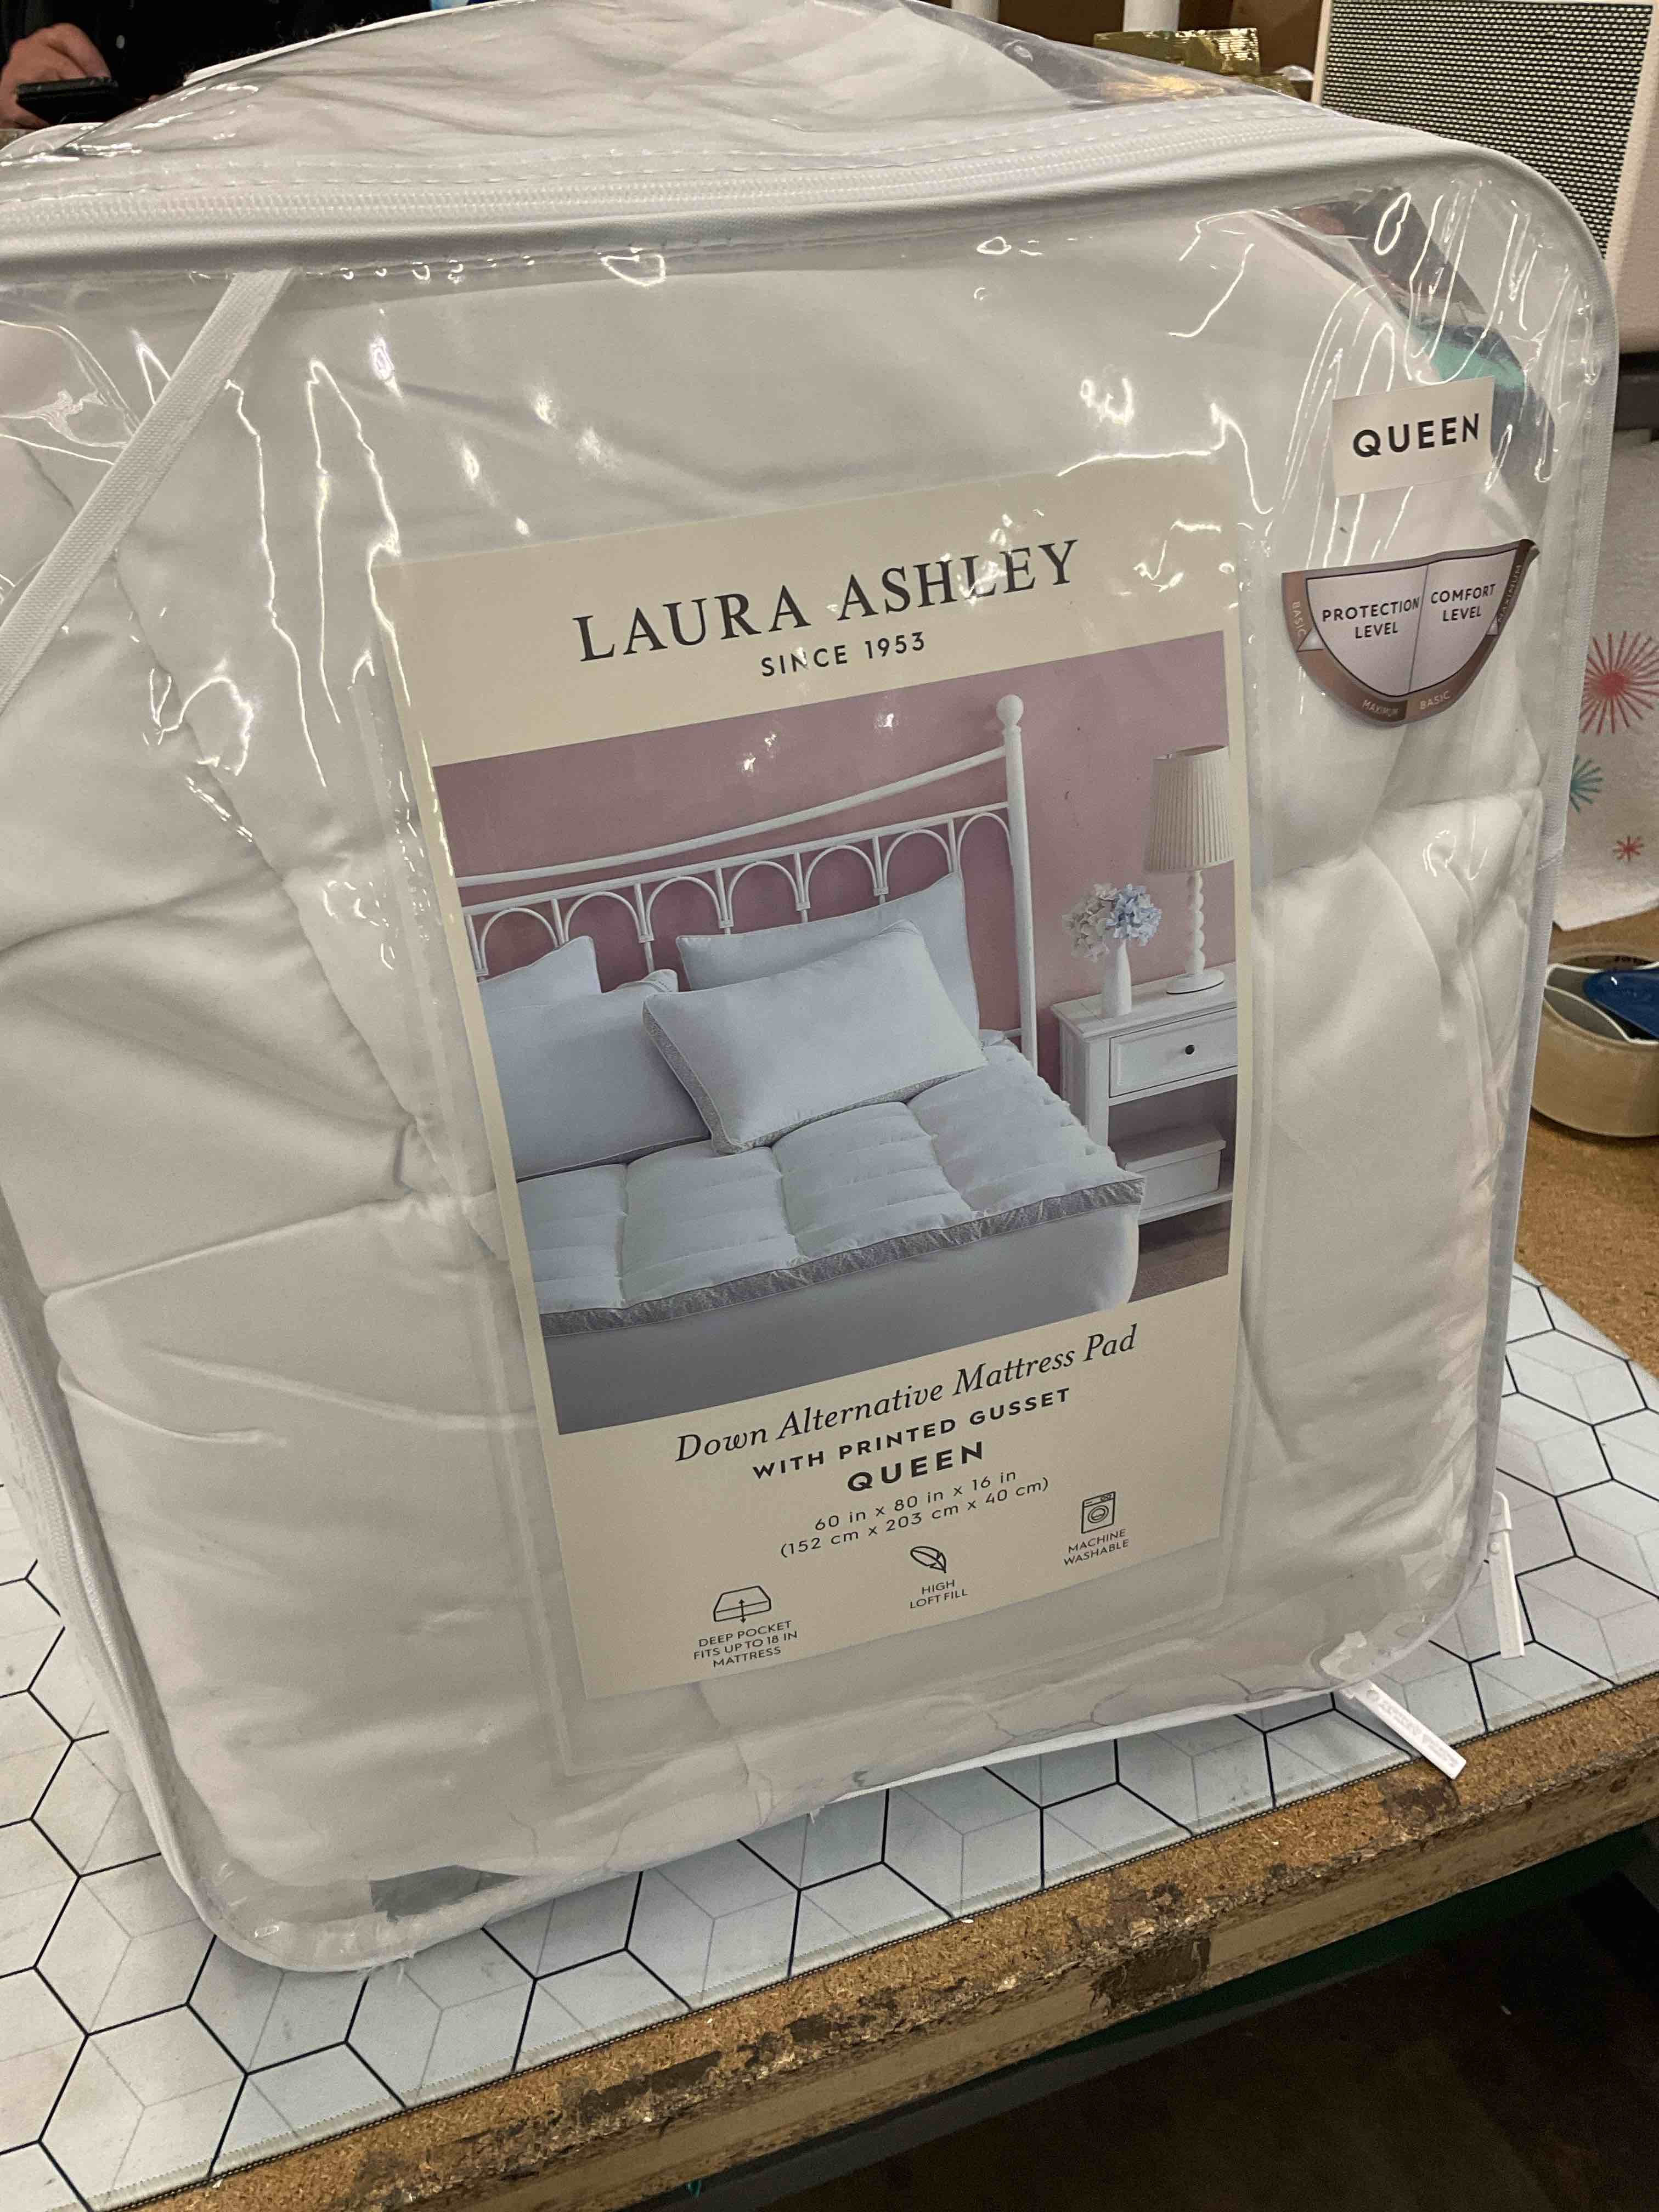 QUEEN
LAURA ASHLEY
SINCE 1953
PROTECTION
LEVEL
COMFORT
LEVEL
BASIC
MAXIMUM
BASIC
MAXIMUM
Down Alternative Mattress Pad
WITH PRINTED GUSSET
QUEEN
60 in x 80 in x 16 in
(152 cm x 203 cm x 40 cm)
DEEP POCKET
FITS UP TO 18 IN
MATTRESS
HIGH
LOFT FILL
MACHINE
WASHABLE